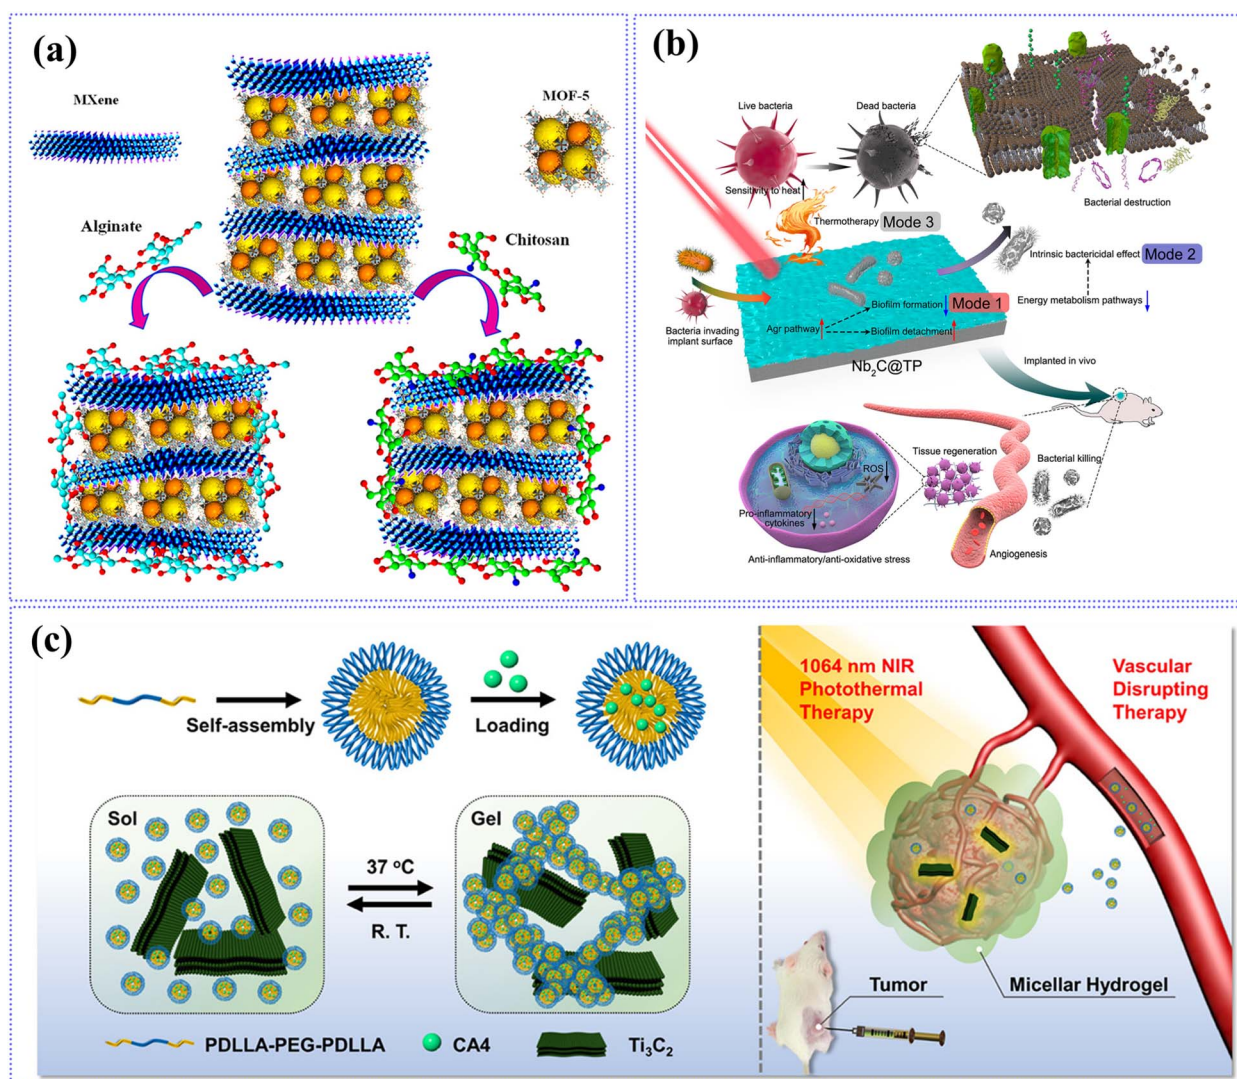 (a)
MXene
MOF-5
Alginate
Chitosan
(b)
Live bacteria
Dead bacteria
Sensitivity to heat
Thermotherapy
Mode 3
Bacterial destruction
Intrinsic bactericidal effect
Mode 2
Energy metabolism pathways
Bacteria invading
implant surface
Biofilm formation
Mode 1
Agr pathway
Biofilm detachment
Nb₂C@TP
Implanted in vivo
Tissue regeneration
ROS
Pro-inflammatory
cytokines
Bacterial killing
Angiogenesis
Anti-inflammatory/anti-oxidative stress
(c)
Self-assembly
Loading
Sol
37 °C
R. T.
Gel
PDLLA-PEG-PDLLA
CA4
Ti₃C₂
1064 nm NIR
Photothermal
Therapy
Vascular
Disrupting
Therapy
Tumor
Micellar Hydrogel